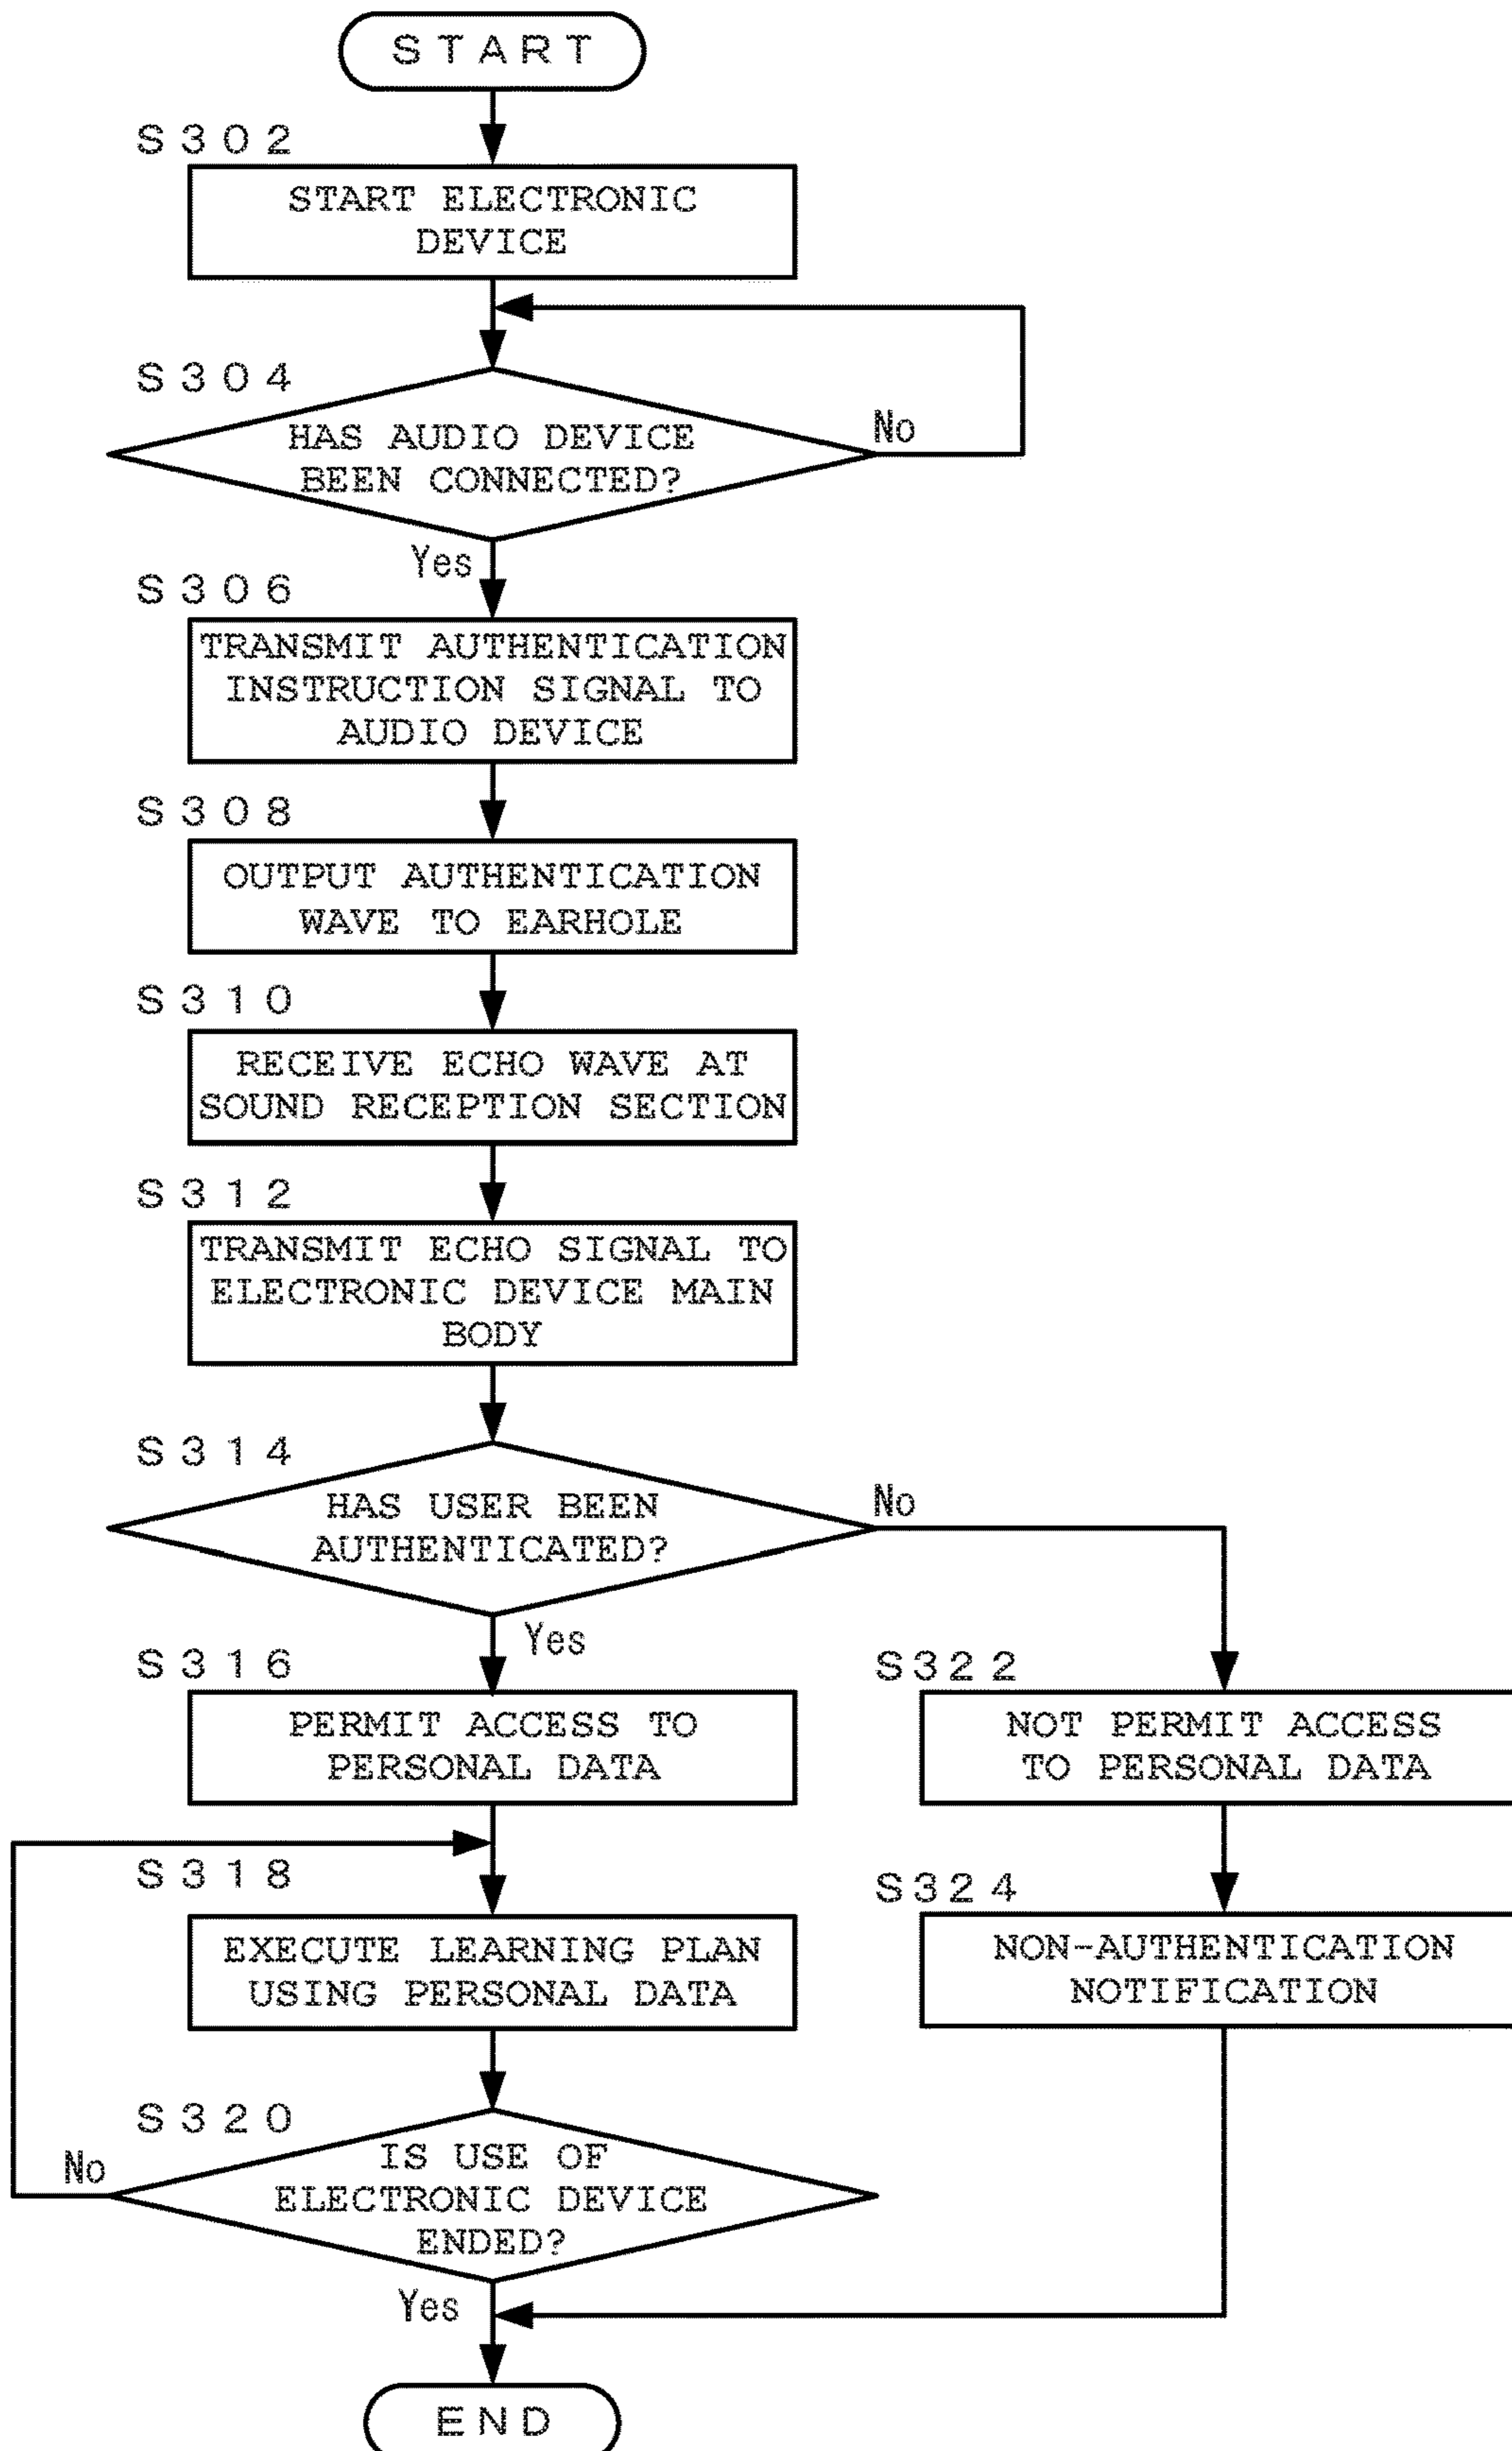 START
S302
START ELECTRONIC
DEVICE
S304
HAS AUDIO DEVICE
BEEN CONNECTED?
No
Yes
S306
TRANSMIT AUTHENTICATION
INSTRUCTION SIGNAL TO
AUDIO DEVICE
S308
OUTPUT AUTHENTICATION
WAVE TO EARHOLE
S310
RECEIVE ECHO WAVE AT
SOUND RECEPTION SECTION
S312
TRANSMIT ECHO SIGNAL TO
ELECTRONIC DEVICE MAIN
BODY
S314
HAS USER BEEN
AUTHENTICATED?
No
Yes
S316
PERMIT ACCESS TO
PERSONAL DATA
S322
NOT PERMIT ACCESS
TO PERSONAL DATA
S318
EXECUTE LEARNING PLAN
USING PERSONAL DATA
S324
NON-AUTHENTICATION
NOTIFICATION
S320
IS USE OF
ELECTRONIC DEVICE
ENDED?
No
Yes
END